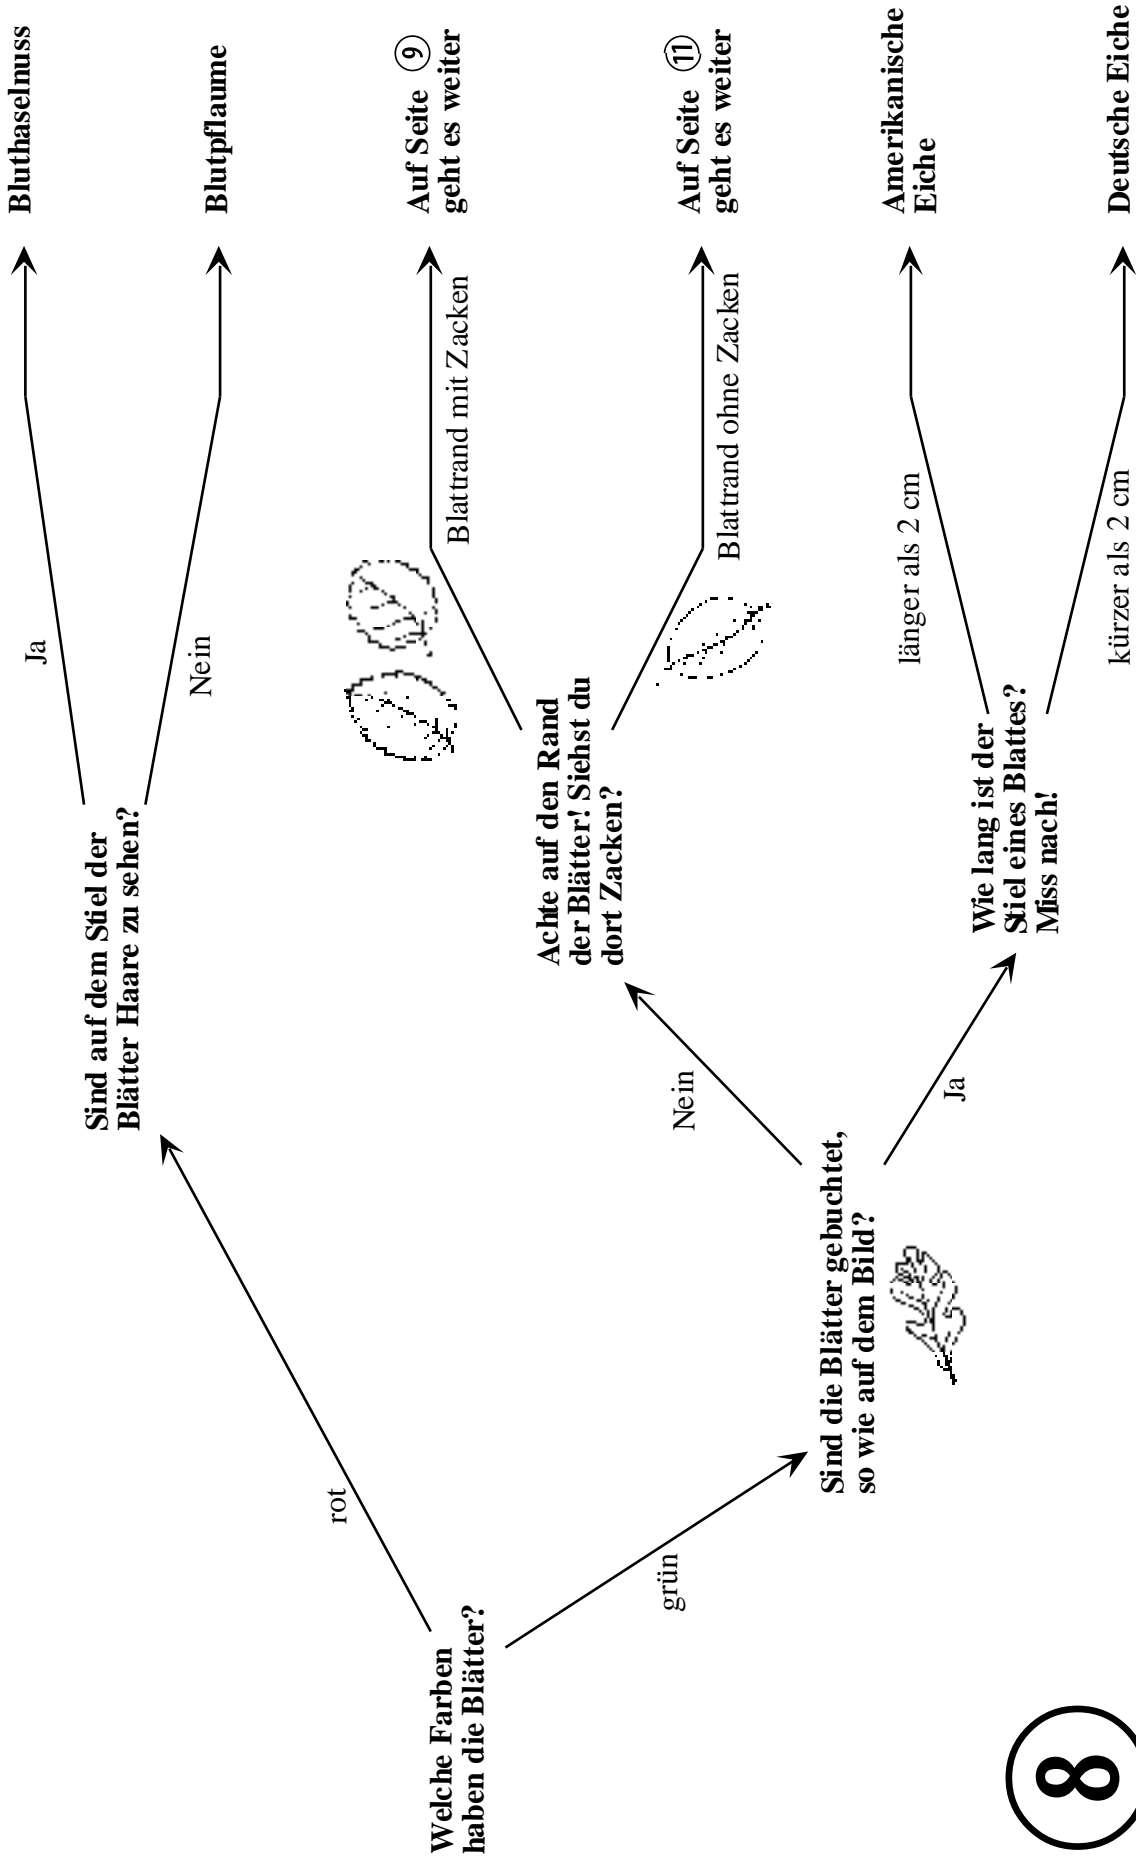 Welche Farben
haben die Blätter?
rot
grün
Sind auf dem Stiel der
Blätter Haare zu sehen?
Ja
Nein
Bluthaselnuss
Blutpflaume
Sind die Blätter gebuchtet,
so wie auf dem Bild?
Nein
Ja
Achte auf den Rand
der Blätter! Siehst du
dort Zacken?
Blattrand mit Zacken
Blattrand ohne Zacken
Auf Seite 9
geht es weiter
Auf Seite 11
geht es weiter
Wie lang ist der
Stiel eines Blattes?
Miss nach!
länger als 2 cm
kürzer als 2 cm
Amerikanische
Eiche
Deutsche Eiche
8